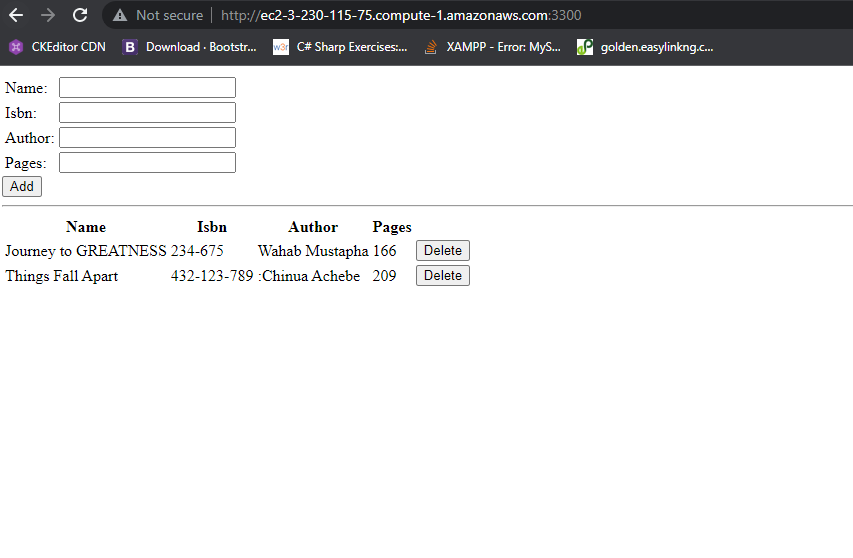 Not secure http://ec2-3-230-115-75.compute-1.amazonaws.com:3300
CKEditor CDN B Download · Bootstr... w3r C# Sharp Exercises:... XAMPP - Error: MyS... golden.easylinkng.c...
Name:
Isbn:
Author:
Pages:
Add
Name Isbn Author Pages
Journey to GREATNESS 234-675 Wahab Mustapha 166 Delete
Things Fall Apart 432-123-789 :Chinua Achebe 209 Delete